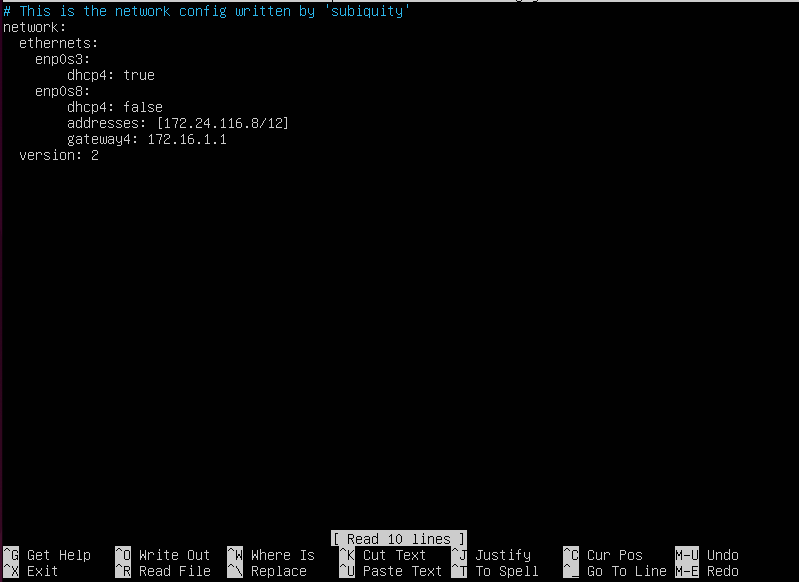 # This is the network config written by 'subiquity'
network:
  ethernets:
    enp0s3:
        dhcp4: true
    enp0s8:
        dhcp4: false
        addresses: [172.24.116.8/12]
        gateway4: 172.16.1.1
  version: 2
[ Read 10 lines ]
^G Get Help ^O Write Out ^W Where Is ^K Cut Text ^J Justify ^C Cur Pos M-U Undo
^X Exit ^R Read File ^\ Replace ^U Paste Text ^T To Spell ^_ Go To Line M-E Redo